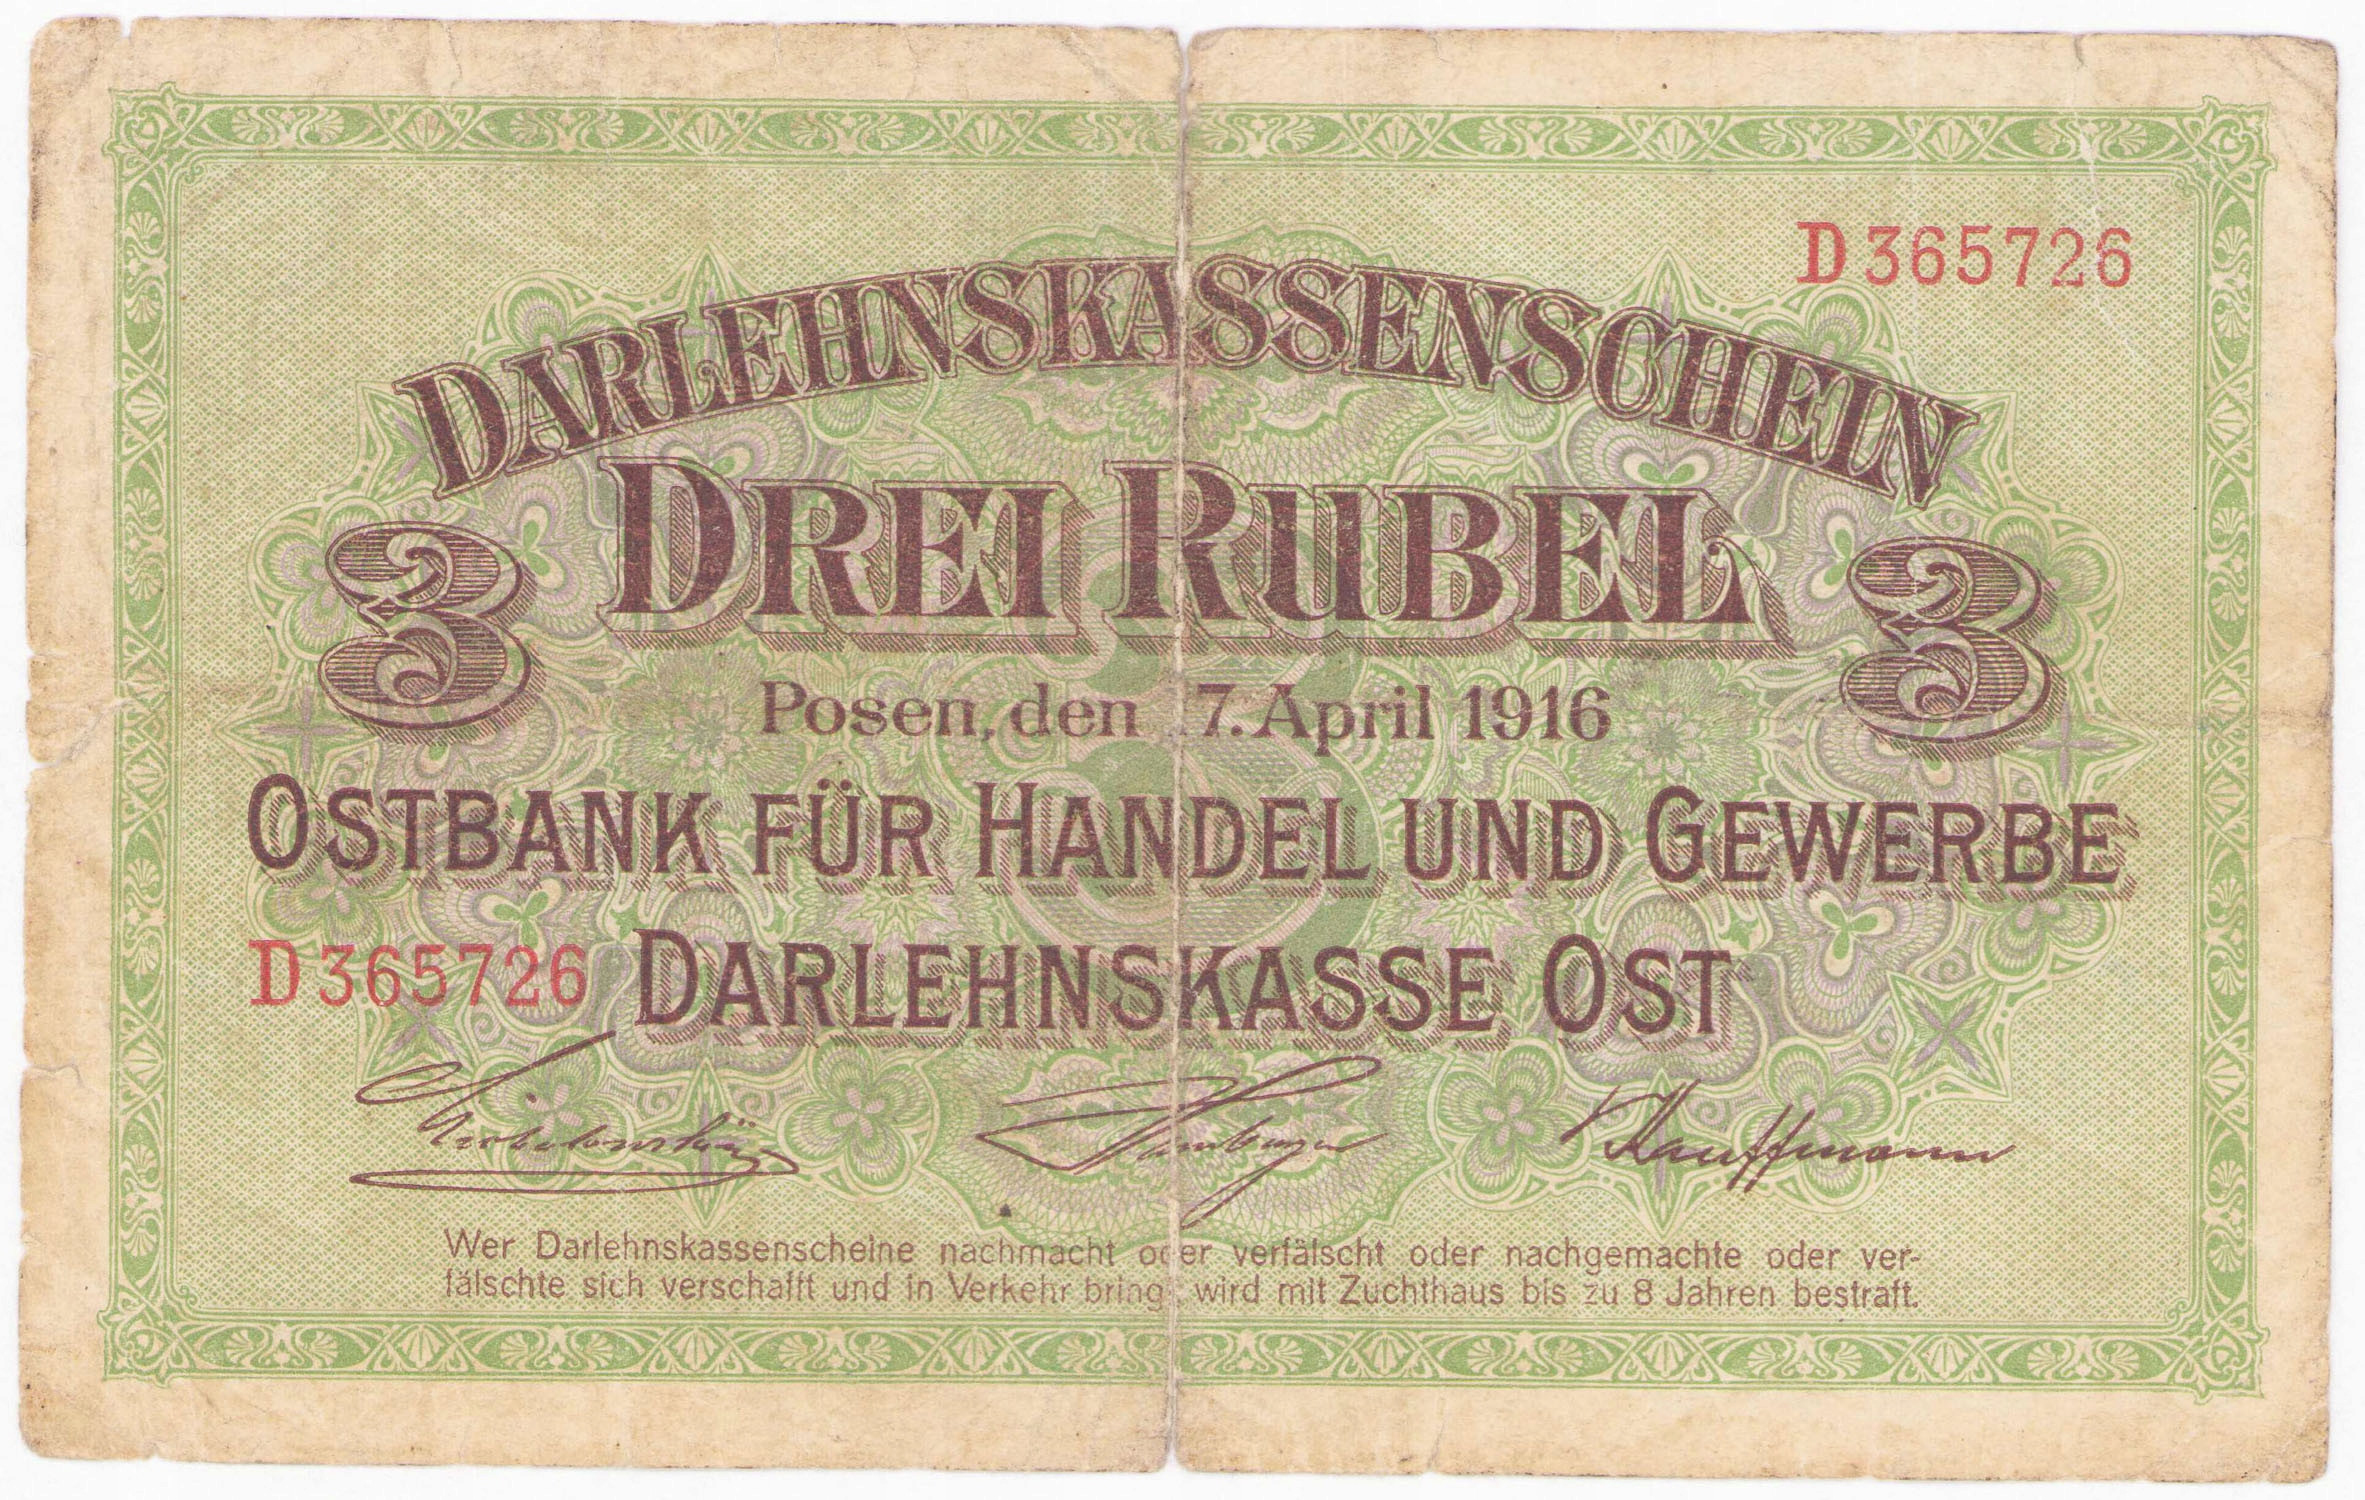 D365726
DARLEHNSKASSENSCHEIN
DREI RUBEL
3 3
Posen, den 17. April 1916
OSTBANK FÜR HANDEL UND GEWERBE
D365726 DARLEHNSKASSE OST
Kauffmann
Wer Darlehnskassenscheine nachmacht oder verfälscht oder nachgemachte oder ver-
fälschte sich verschafft und in Verkehr bringt, wird mit Zuchthaus bis zu 8 Jahren bestraft.